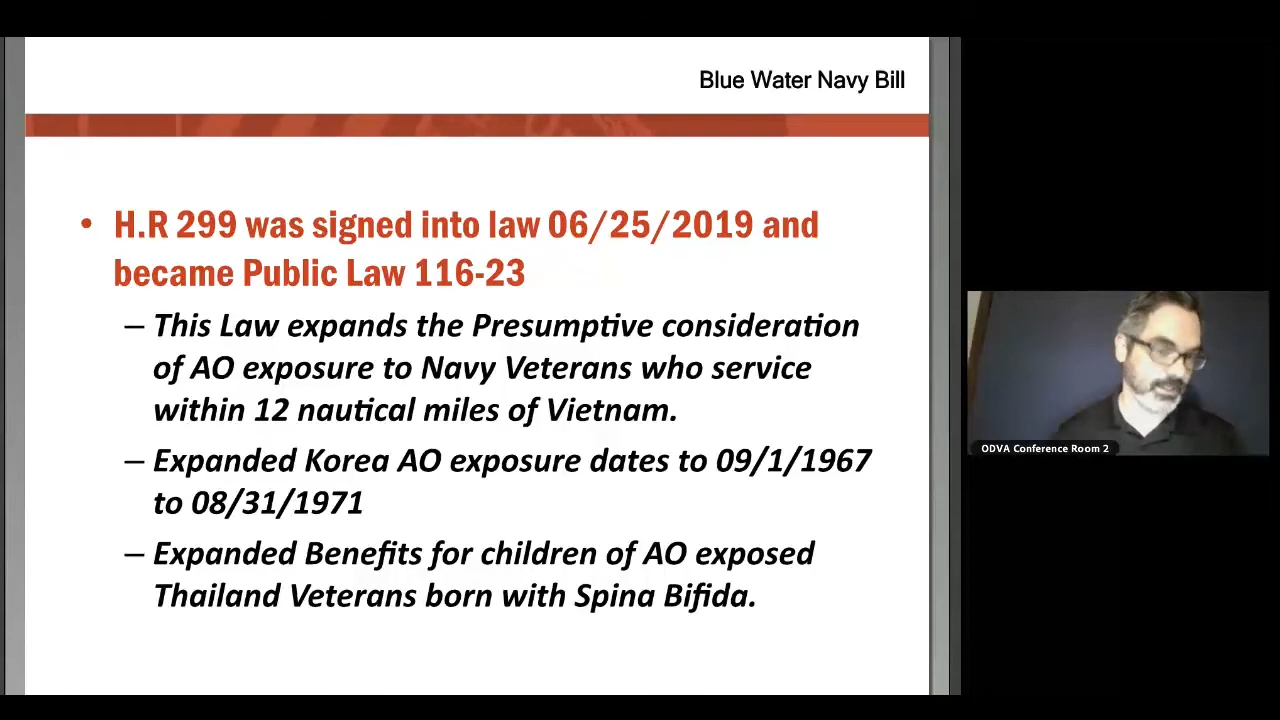 Blue Water Navy Bill
• H.R 299 was signed into law 06/25/2019 and
became Public Law 116-23
– This Law expands the Presumptive consideration
of AO exposure to Navy Veterans who service
within 12 nautical miles of Vietnam.
– Expanded Korea AO exposure dates to 09/1/1967
to 08/31/1971
– Expanded Benefits for children of AO exposed
Thailand Veterans born with Spina Bifida.
ODVA Conference Room 2